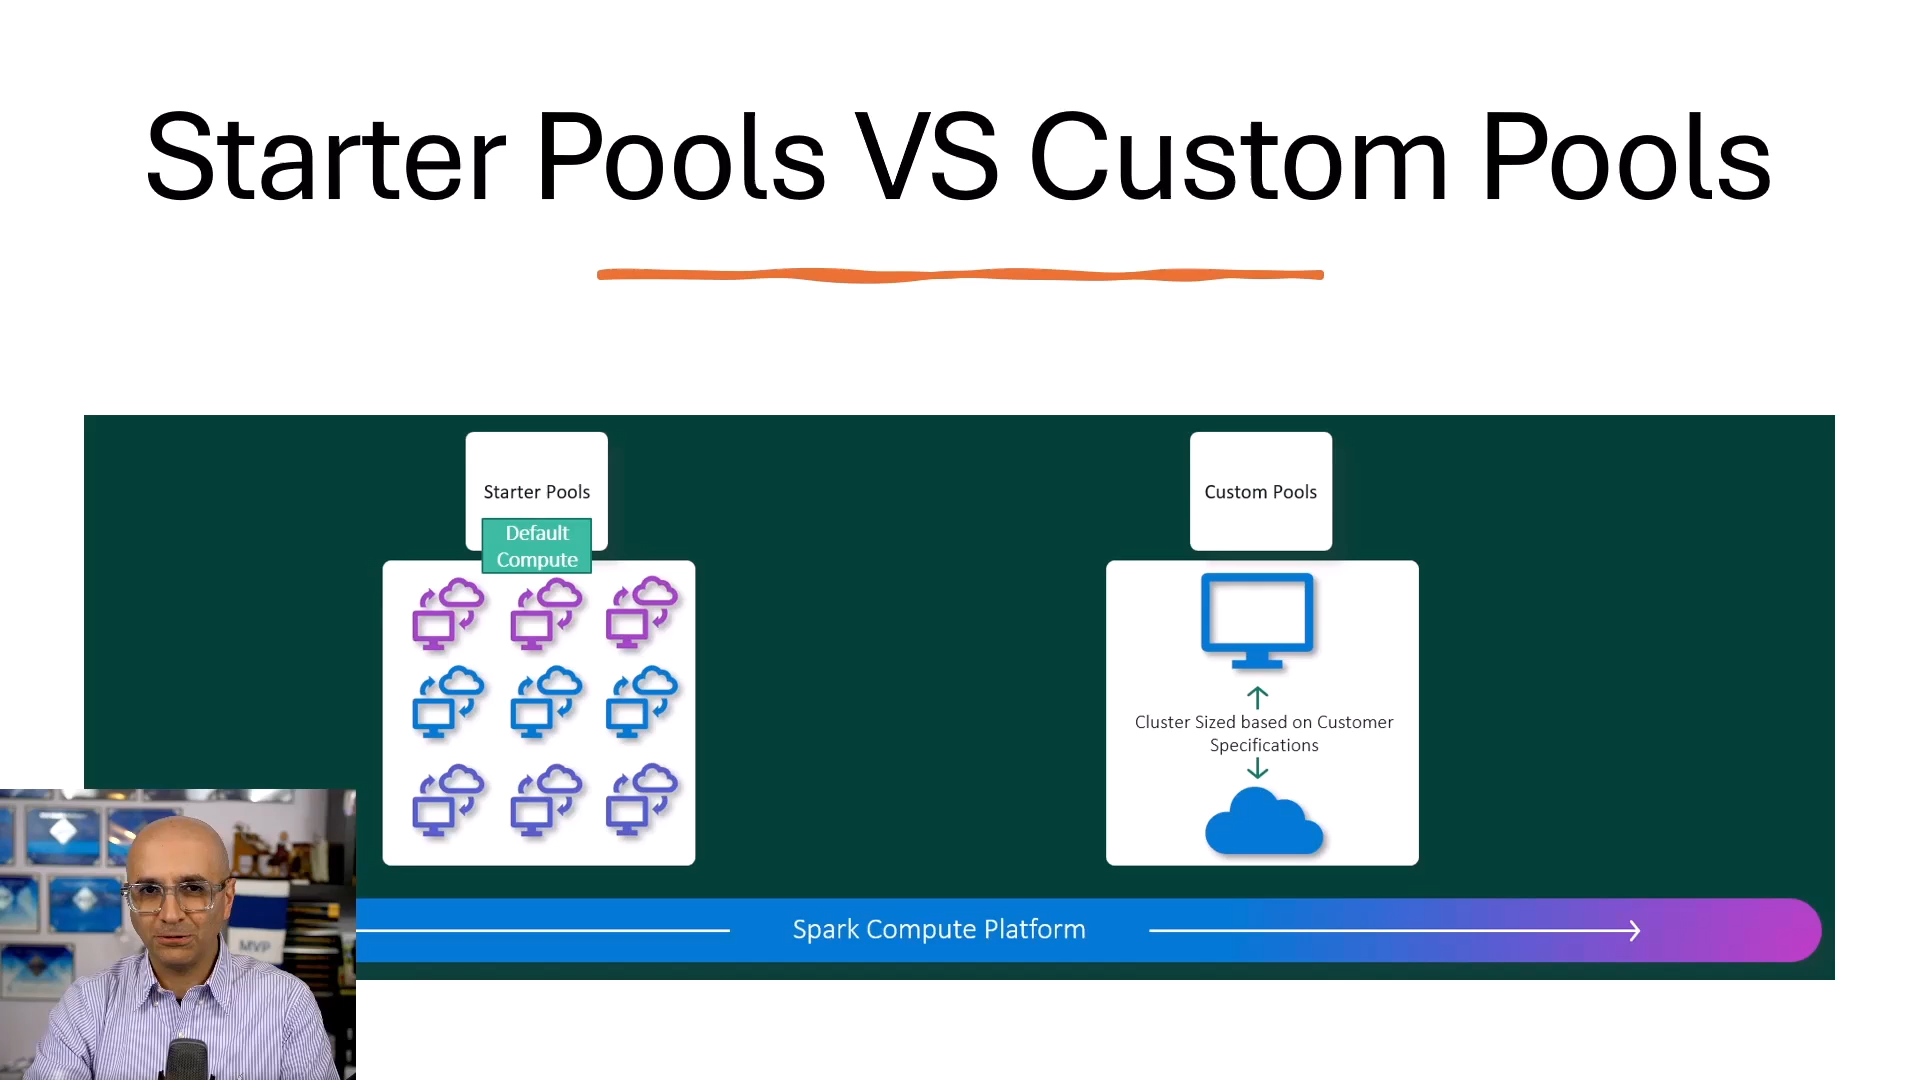 Starter Pools VS Custom Pools
Starter Pools
Default
Compute
Custom Pools
Cluster Sized based on Customer
Specifications
Spark Compute Platform
MVP